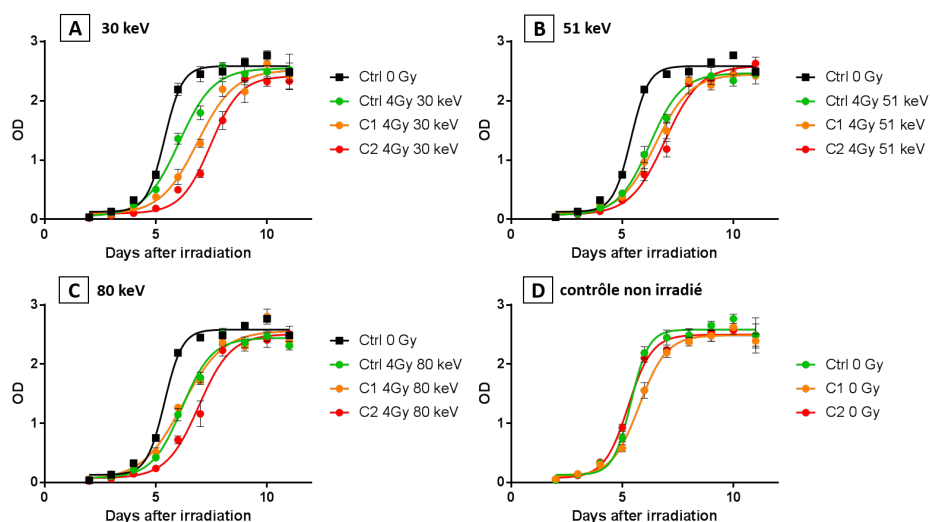 A 30 keV
3
2
1
0
OD
0 5 10
Days after irradiation
Ctrl 0 Gy
Ctrl 4Gy 30 keV
C1 4Gy 30 keV
C2 4Gy 30 keV
B 51 keV
3
2
1
0
OD
0 5 10
Days after irradiation
Ctrl 0 Gy
Ctrl 4Gy 51 keV
C1 4Gy 51 keV
C2 4Gy 51 keV
C 80 keV
3
2
1
0
OD
0 5 10
Days after irradiation
Ctrl 0 Gy
Ctrl 4Gy 80 keV
C1 4Gy 80 keV
C2 4Gy 80 keV
D contrôle non irradié
3
2
1
0
OD
0 5 10
Days after irradiation
Ctrl 0 Gy
C1 0 Gy
C2 0 Gy